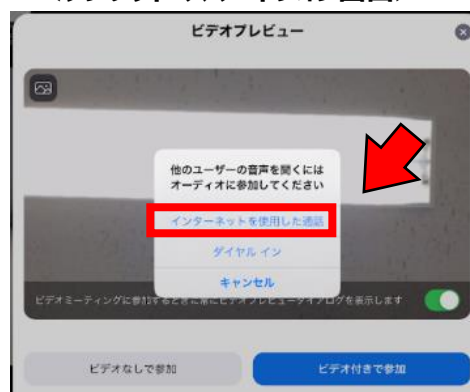 ビデオプレビュー
他のユーザーの音声を聞くには
オーディオに参加してください
インターネットを使用した通話
ダイヤル イン
キャンセル
ビデオミーティングに参加するときに常にビデオプレビューダイアログを表示します
ビデオなしで参加
ビデオ付きで参加